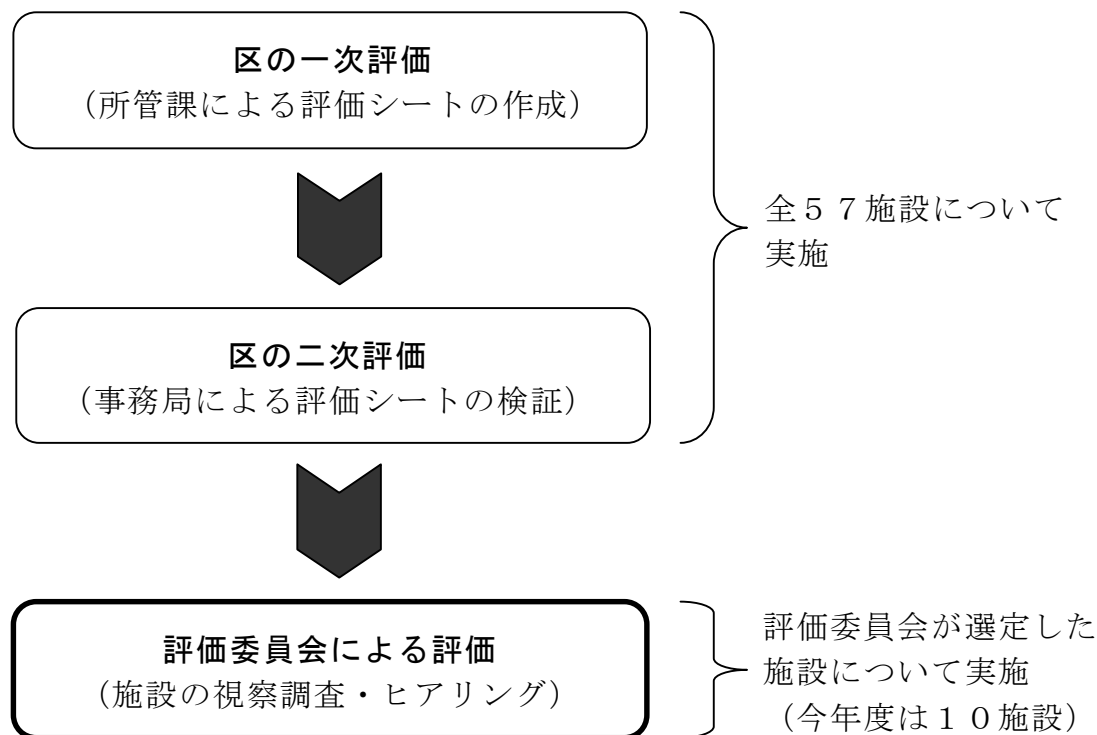 区の一次評価
（所管課による評価シートの作成）
全５７施設について
実施
区の二次評価
（事務局による評価シートの検証）
評価委員会による評価
（施設の視察調査・ヒアリング）
評価委員会が選定した
施設について実施
（今年度は１０施設）